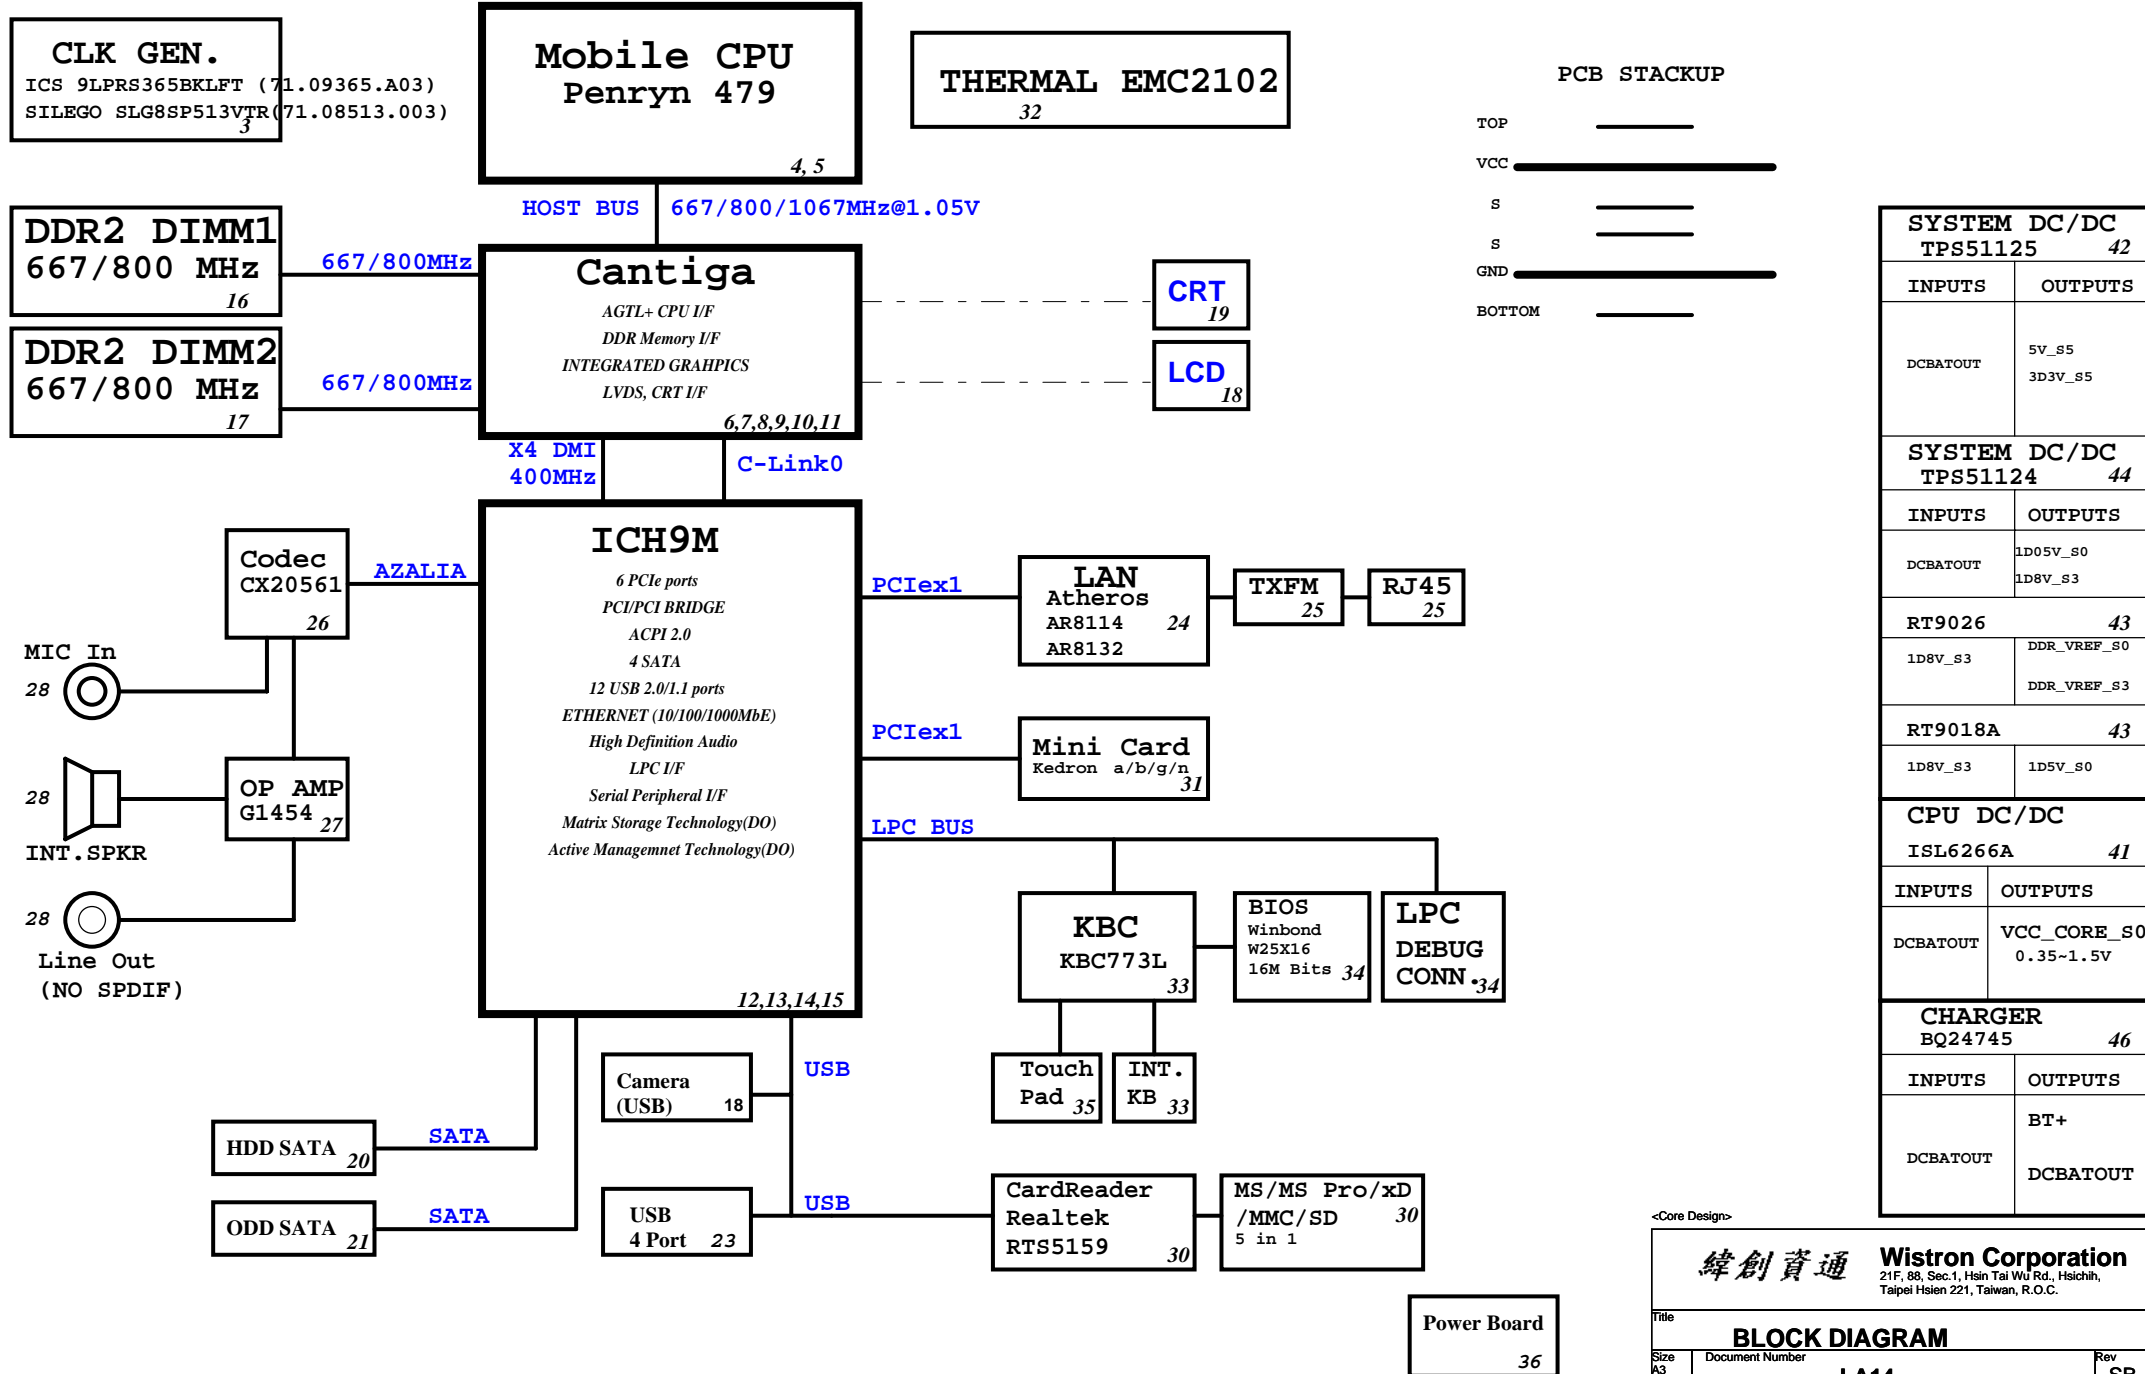 CLK GEN.
ICS 9LPRS365BKLFT (71.09365.A03)
SILEGO SLG8SP513VTR(71.08513.003)
3
Mobile CPU
Penryn 479
4, 5
THERMAL EMC2102
32
PCB STACKUP
TOP
VCC
S
S
GND
BOTTOM
HOST BUS
667/800/1067MHz@1.05V
DDR2 DIMM1
667/800 MHz
16
667/800MHz
DDR2 DIMM2
667/800 MHz
17
667/800MHz
Cantiga
AGTL+ CPU I/F
DDR Memory I/F
INTEGRATED GRAHPICS
LVDS, CRT I/F
6,7,8,9,10,11
CRT
19
LCD
18
X4 DMI
400MHz
C-Link0
ICH9M
6 PCIe ports
PCI/PCI BRIDGE
ACPI 2.0
4 SATA
12 USB 2.0/1.1 ports
ETHERNET (10/100/1000MbE)
High Definition Audio
LPC I/F
Serial Peripheral I/F
Matrix Storage Technology(DO)
Active Managemnet Technology(DO)
12,13,14,15
Codec
CX20561
26
AZALIA
MIC In
28
28
INT.SPKR
OP AMP
G1454
27
28
Line Out
(NO SPDIF)
PCIex1
LAN
Atheros
AR8114
AR8132
24
TXFM
25
RJ45
25
PCIex1
Mini Card
Kedron a/b/g/n
31
LPC BUS
KBC
KBC773L
33
BIOS
Winbond
W25X16
16M Bits
34
LPC
DEBUG
CONN.
34
Touch
Pad
35
INT.
KB
33
Camera
(USB)
18
USB
HDD SATA
20
SATA
ODD SATA
21
SATA
USB
4 Port
23
USB
CardReader
Realtek
RTS5159
30
MS/MS Pro/xD
/MMC/SD
5 in 1
30
Power Board
36
SYSTEM DC/DC
TPS51125
42
INPUTS
OUTPUTS
DCBATOUT
5V_S5
3D3V_S5
SYSTEM DC/DC
TPS51124
44
INPUTS
OUTPUTS
DCBATOUT
1D05V_S0
1D8V_S3
RT9026
43
1D8V_S3
DDR_VREF_S0
DDR_VREF_S3
RT9018A
43
1D8V_S3
1D5V_S0
CPU DC/DC
ISL6266A
41
INPUTS
OUTPUTS
DCBATOUT
VCC_CORE_S0
0.35~1.5V
CHARGER
BQ24745
46
INPUTS
OUTPUTS
DCBATOUT
BT+
DCBATOUT
<Core Design>
緯創資通
Wistron Corporation
21F, 88, Sec.1, Hsin Tai Wu Rd., Hsichih,
Taipei Hsien 221, Taiwan, R.O.C.
Title
BLOCK DIAGRAM
Size
A3
Document Number
Rev